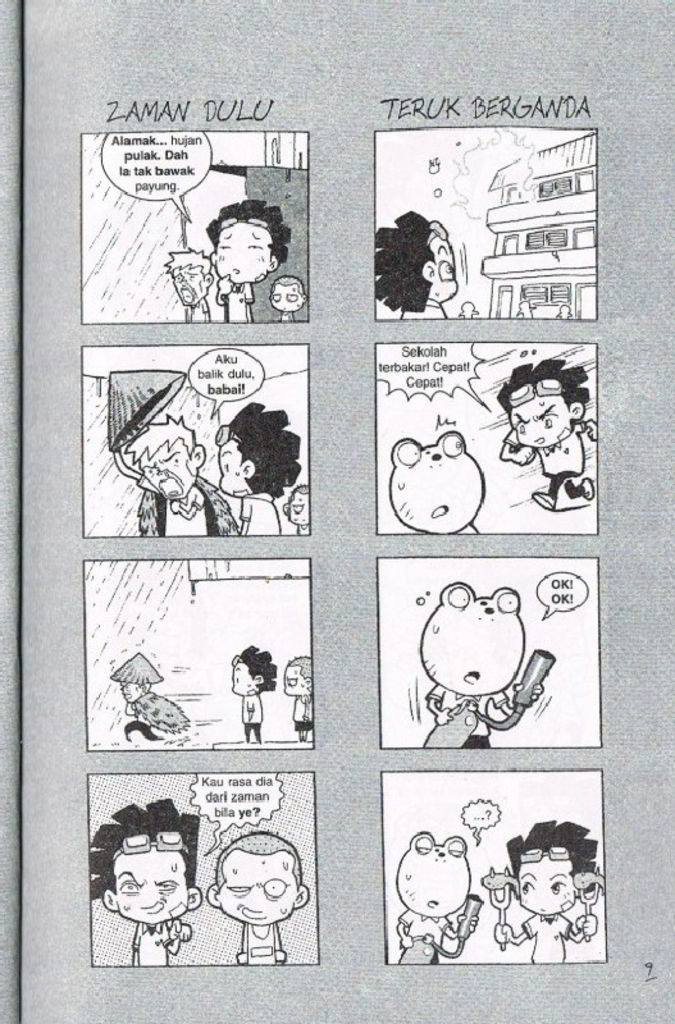 ZAMAN DULU
Alamak... hujan
pulak. Dah
la tak bawak
payung.
Aku
balik dulu,
babai!
Kau rasa dia
dari zaman
bila ye?
TERUK BERGANDA
Sekolah
terbakar! Cepat!
Cepat!
OK!
OK!
...?
9